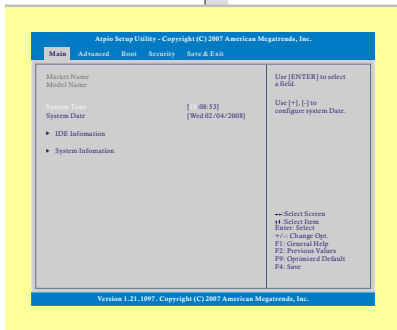 Atpio Setup Utility - Copyright (C) 2007 American Megatrends, Inc.
Main Advanced Boot Security Save & Exit
Market Name
Model Name
System Time [11:08:53]
System Date [Wed 02/04/2008]
IDE Infomation
System Infomation
Use [ENTER] to select
a field.
Use [+], [-] to
configure system Date.
:Select Screen
:Select Item
Enter: Select
+/-: Change Opt.
F1: General Help
F2: Previous Values
F9: Optimized Default
F4: Save
Version 1.21.1097. Copyright (C) 2007 American Megatrends, Inc.